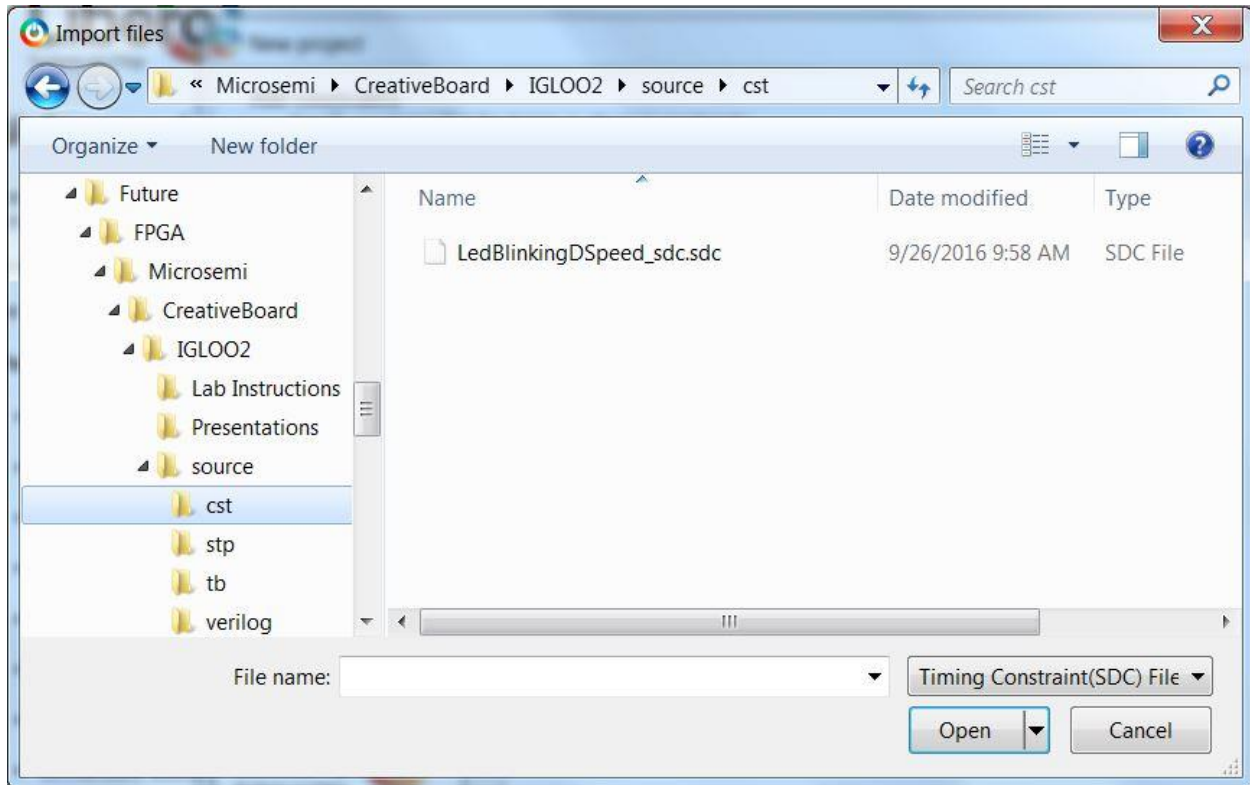 Import files
New project
« Microsemi CreativeBoard IGLOO2 source cst Search cst
Organize New folder
Future
FPGA
Microsemi
CreativeBoard
IGLOO2
Lab Instructions
Presentations
source
cst
stp
tb
verilog
Name Date modified Type
LedBlinkingDSpeed_sdc.sdc 9/26/2016 9:58 AM SDC File
File name: Timing Constraint(SDC) File
Open Cancel